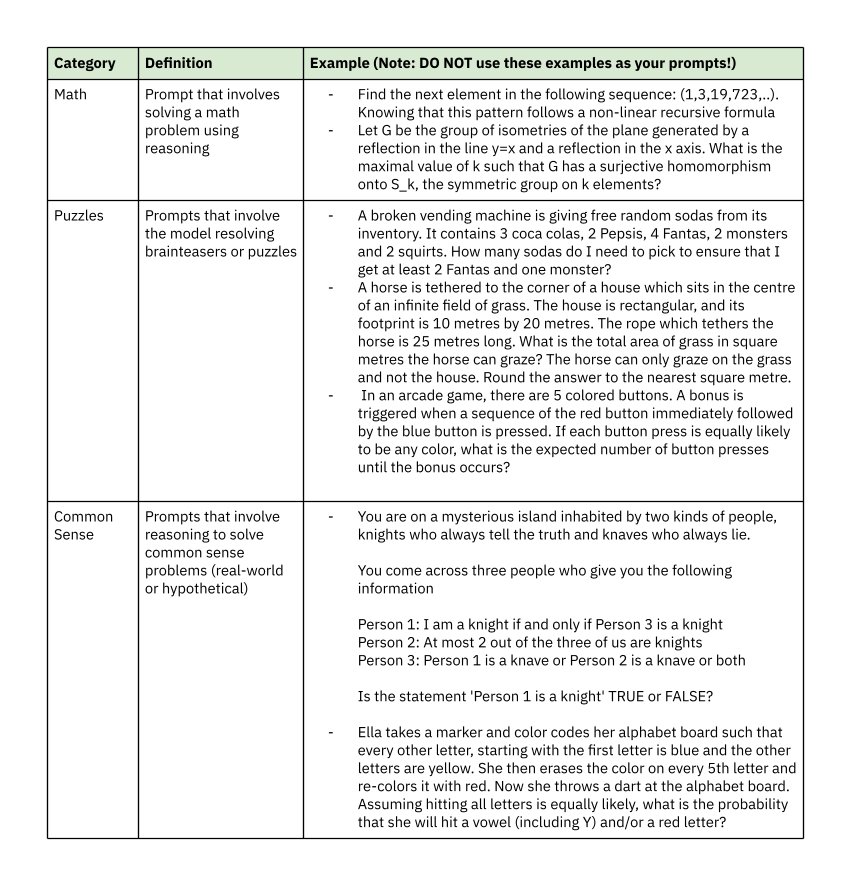 Category
Definition
Example (Note: DO NOT use these examples as your prompts!)
Math
Prompt that involves
solving a math
problem using
reasoning
- Find the next element in the following sequence: (1,3,19,723,..).
Knowing that this pattern follows a non-linear recursive formula
- Let G be the group of isometries of the plane generated by a
reflection in the line y=x and a reflection in the x axis. What is the
maximal value of k such that G has a surjective homomorphism
onto S_k, the symmetric group on k elements?
Puzzles
Prompts that involve
the model resolving
brainteasers or puzzles
- A broken vending machine is giving free random sodas from its
inventory. It contains 3 coca colas, 2 Pepsis, 4 Fantas, 2 monsters
and 2 squirts. How many sodas do I need to pick to ensure that I
get at least 2 Fantas and one monster?
- A horse is tethered to the corner of a house which sits in the centre
of an infinite field of grass. The house is rectangular, and its
footprint is 10 metres by 20 metres. The rope which tethers the
horse is 25 metres long. What is the total area of grass in square
metres the horse can graze? The horse can only graze on the grass
and not the house. Round the answer to the nearest square metre.
- In an arcade game, there are 5 colored buttons. A bonus is
triggered when a sequence of the red button immediately followed
by the blue button is pressed. If each button press is equally likely
to be any color, what is the expected number of button presses
until the bonus occurs?
Common
Sense
Prompts that involve
reasoning to solve
common sense
problems (real-world
or hypothetical)
- You are on a mysterious island inhabited by two kinds of people,
knights who always tell the truth and knaves who always lie.
You come across three people who give you the following
information
Person 1: I am a knight if and only if Person 3 is a knight
Person 2: At most 2 out of the three of us are knights
Person 3: Person 1 is a knave or Person 2 is a knave or both
Is the statement 'Person 1 is a knight' TRUE or FALSE?
- Ella takes a marker and color codes her alphabet board such that
every other letter, starting with the first letter is blue and the other
letters are yellow. She then erases the color on every 5th letter and
re-colors it with red. Now she throws a dart at the alphabet board.
Assuming hitting all letters is equally likely, what is the probability
that she will hit a vowel (including Y) and/or a red letter?